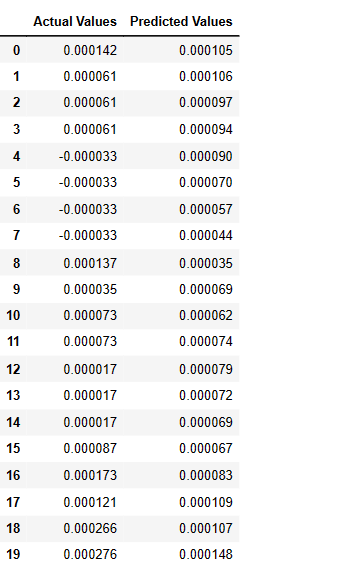 Actual Values Predicted Values
0 0.000142 0.000105
1 0.000061 0.000106
2 0.000061 0.000097
3 0.000061 0.000094
4 -0.000033 0.000090
5 -0.000033 0.000070
6 -0.000033 0.000057
7 -0.000033 0.000044
8 0.000137 0.000035
9 0.000035 0.000069
10 0.000073 0.000062
11 0.000073 0.000074
12 0.000017 0.000079
13 0.000017 0.000072
14 0.000017 0.000069
15 0.000087 0.000067
16 0.000173 0.000083
17 0.000121 0.000109
18 0.000266 0.000107
19 0.000276 0.000148